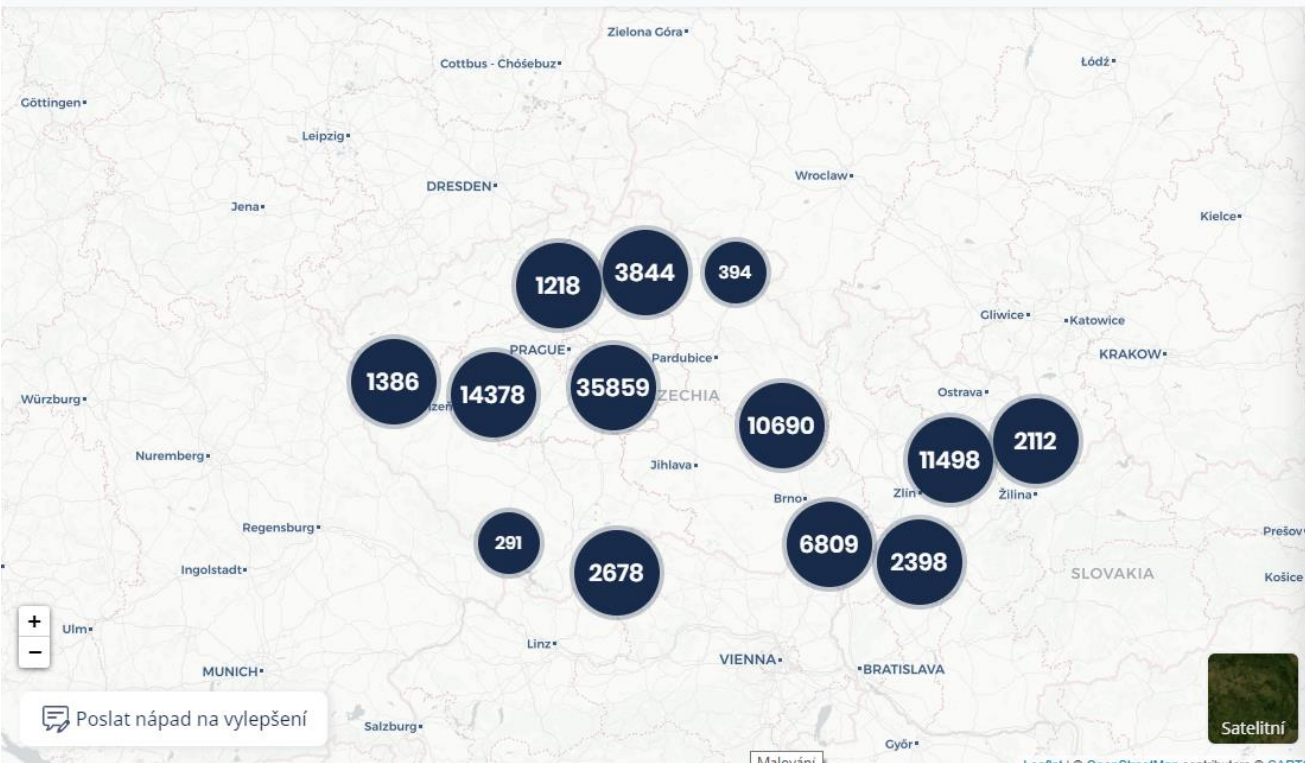 Zielona Góra
Cottbus - Chóśebuz
Łódź
Göttingen
Leipzig
DRESDEN
Wroclaw
Jena
Kielce
3844
394
1218
Gliwice
Katowice
PRAGUE
Pardubice
KRAKOW
1386
14378
35859
Ostrava
Würzburg
ZECHIA
10690
2112
Nuremberg
Jihlava
11498
Brno
Zlín
Žilina
Regensburg
Prešov
291
6809
Ingolstadt
2678
2398
SLOVAKIA
Košice
+
Ulm
−
Linz
VIENNA
MUNICH
BRATISLAVA
Poslat nápad na vylepšení
Salzburg
Satelitní
Győr
Malování